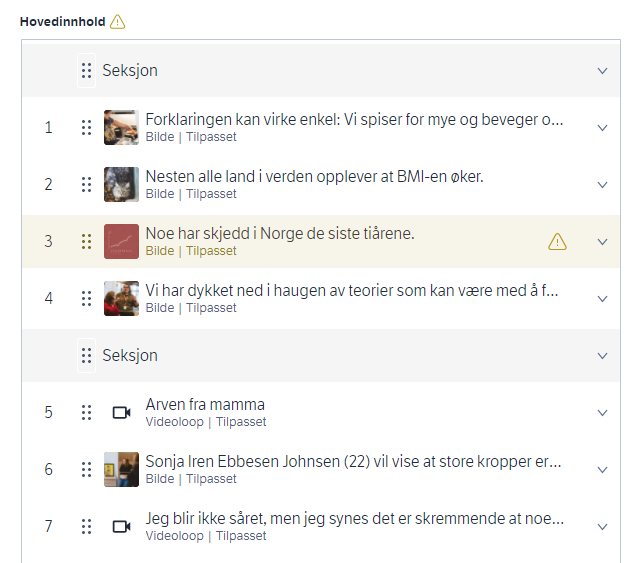 Hovedinnhold
Seksjon
1
Forklaringen kan virke enkel: Vi spiser for mye og beveger o...
Bilde | Tilpasset
2
Nesten alle land i verden opplever at BMI-en øker.
Bilde | Tilpasset
3
Noe har skjedd i Norge de siste tiårene.
Bilde | Tilpasset
4
Vi har dykket ned i haugen av teorier som kan være med å f...
Bilde | Tilpasset
Seksjon
5
Arven fra mamma
Videoloop | Tilpasset
6
Sonja Iren Ebbesen Johnsen (22) vil vise at store kropper er...
Bilde | Tilpasset
7
Jeg blir ikke såret, men jeg synes det er skremmende at noe...
Videoloop | Tilpasset